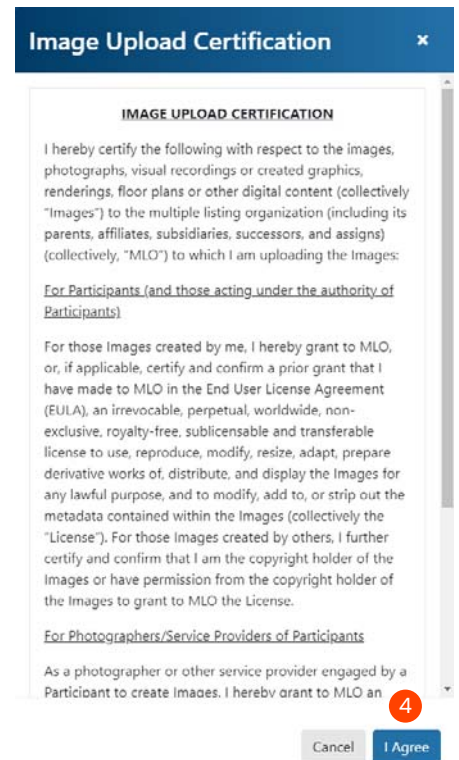 Image Upload Certification ×
IMAGE UPLOAD CERTIFICATION
I hereby certify the following with respect to the images,
photographs, visual recordings or created graphics,
renderings, floor plans or other digital content (collectively
"Images") to the multiple listing organization (including its
parents, affiliates, subsidiaries, successors, and assigns)
(collectively, "MLO") to which I am uploading the Images:
For Participants (and those acting under the authority of
Participants)
For those Images created by me, I hereby grant to MLO,
or, if applicable, certify and confirm a prior grant that I
have made to MLO in the End User License Agreement
(EULA), an irrevocable, perpetual, worldwide, non-
exclusive, royalty-free, sublicensable and transferable
license to use, reproduce, modify, resize, adapt, prepare
derivative works of, distribute, and display the Images for
any lawful purpose, and to modify, add to, or strip out the
metadata contained within the Images (collectively the
"License"). For those Images created by others, I further
certify and confirm that I am the copyright holder of the
Images or have permission from the copyright holder of
the Images to grant to MLO the License.
For Photographers/Service Providers of Participants
As a photographer or other service provider engaged by a
Participant to create Images, I hereby grant to MLO an
4
Cancel I Agree